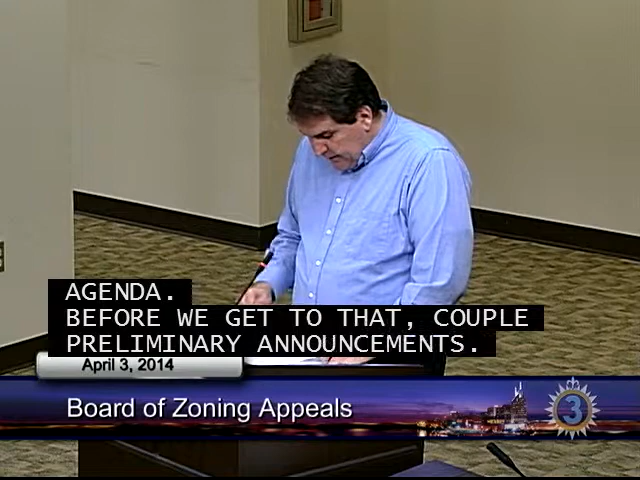 AGENDA.
BEFORE WE GET TO THAT, COUPLE
PRELIMINARY ANNOUNCEMENTS.
April 3, 2014
Board of Zoning Appeals
3